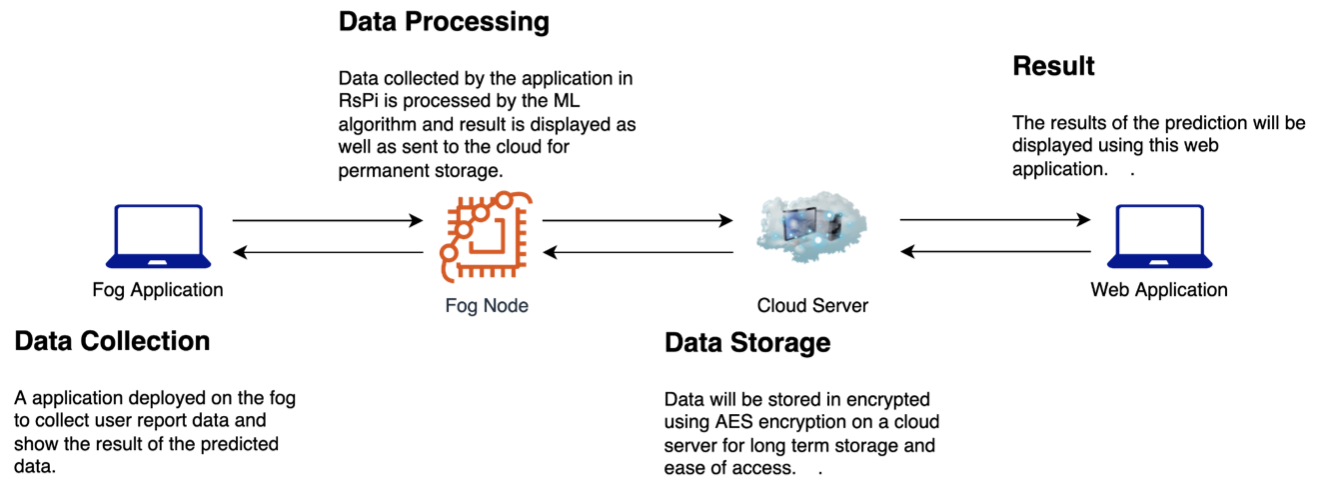 Data Processing
Data collected by the application in
RsPi is processed by the ML
algorithm and result is displayed as
well as sent to the cloud for
permanent storage.
Result
The results of the prediction will be
displayed using this web
application. .
Fog Application
Fog Node
Cloud Server
Web Application
Data Collection
A application deployed on the fog
to collect user report data and
show the result of the predicted
data.
Data Storage
Data will be stored in encrypted
using AES encryption on a cloud
server for long term storage and
ease of access. .